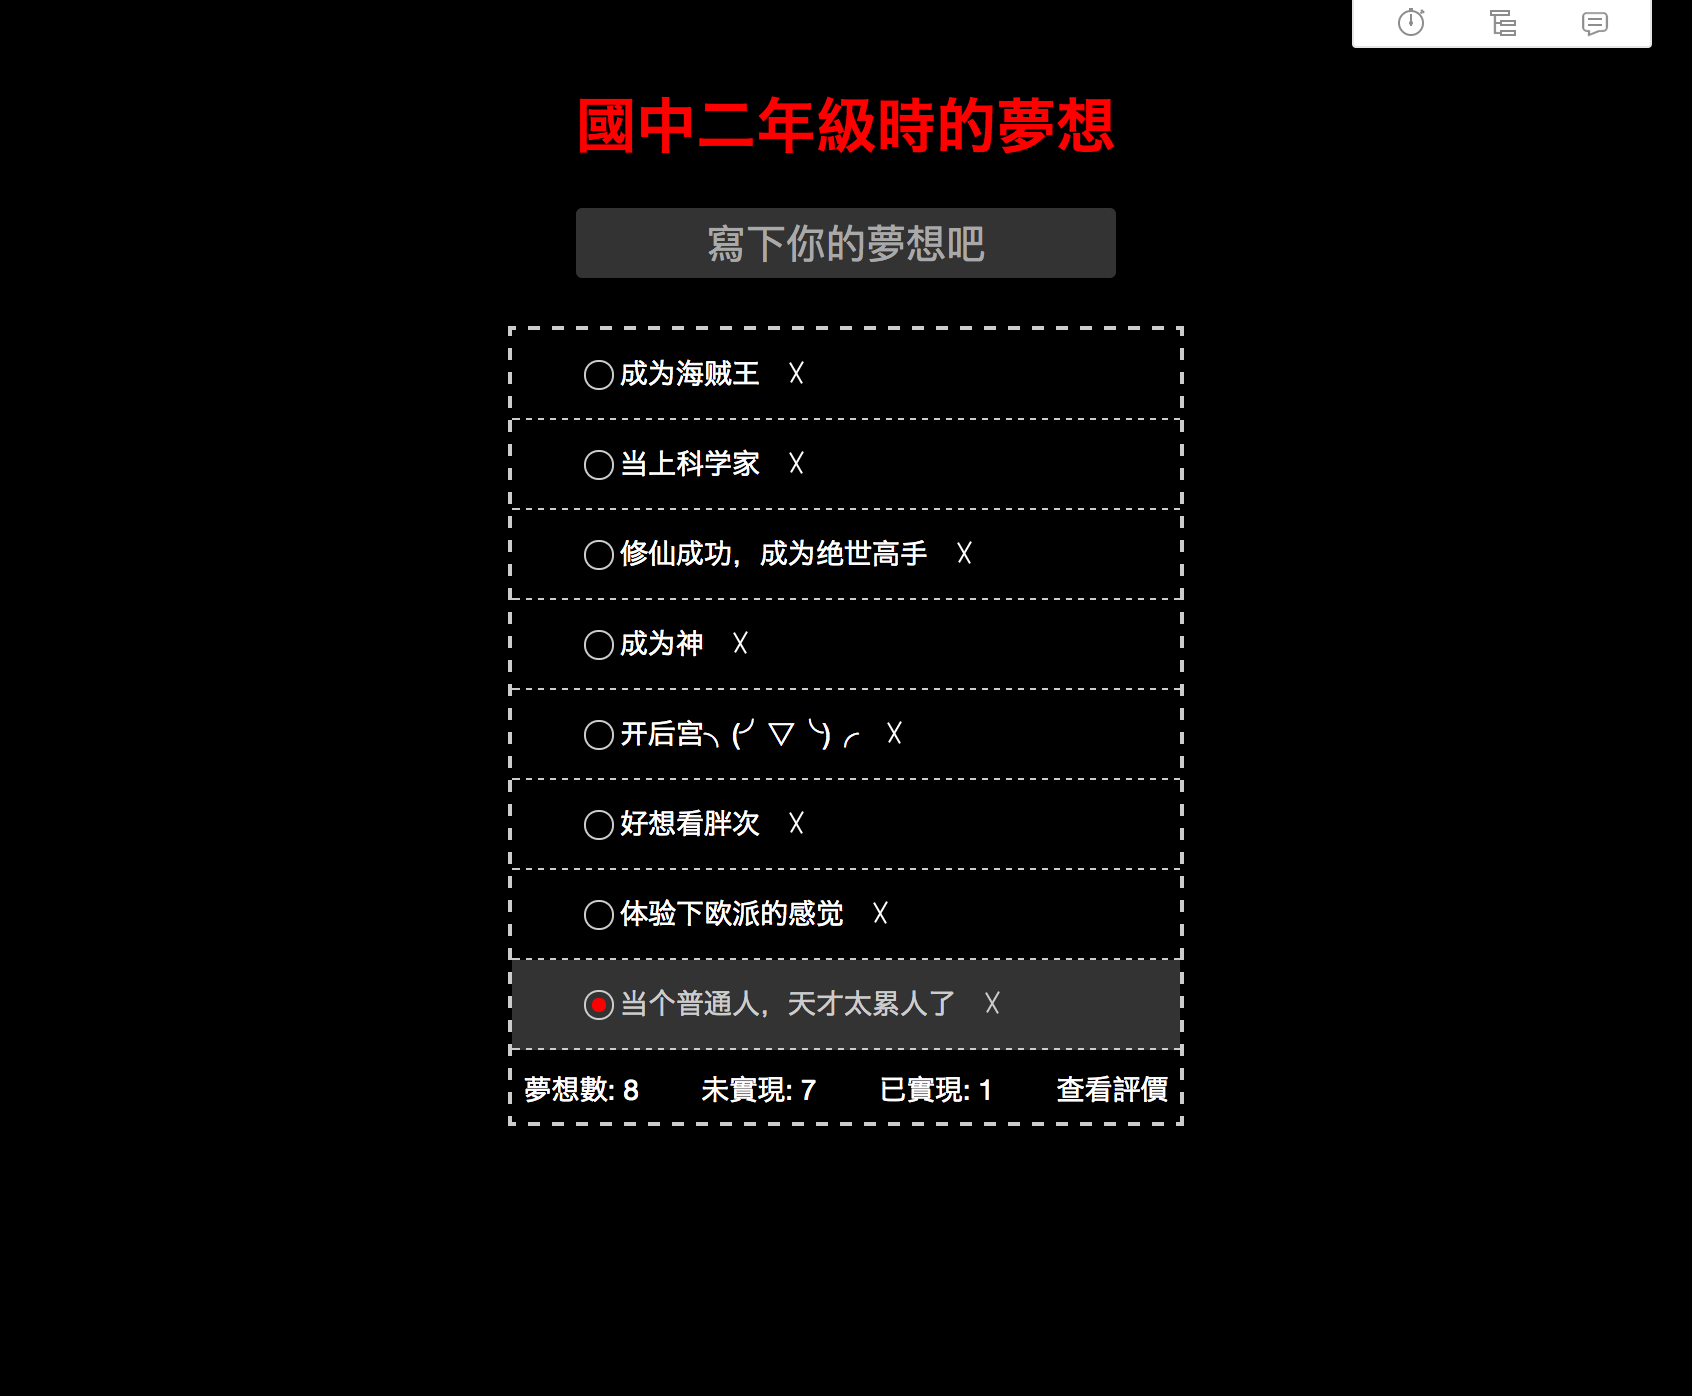 國中二年級時的夢想
寫下你的夢想吧
成为海贼王 X
当上科学家 X
修仙成功，成为绝世高手 X
成为神 X
开后宫╮(╯▽╰)╭ X
好想看胖次 X
体验下欧派的感觉 X
当个普通人，天才太累人了 X
夢想數: 8 未實現: 7 已實現: 1 查看評價